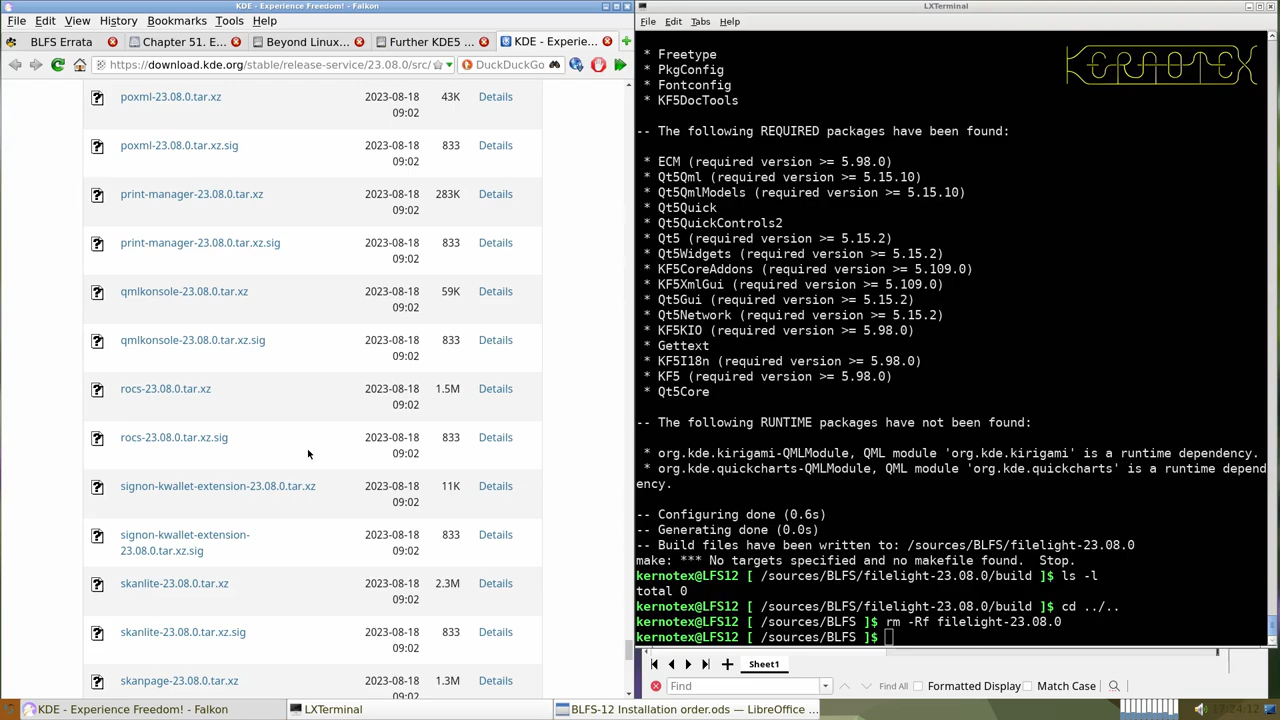 KDE - Experience Freedom! - Falkon
File Edit View History Bookmarks Tools Help
BLFS Errata
Chapter 51. E...
Beyond Linux...
Further KDE5 ...
KDE - Experie...
https://download.kde.org/stable/release-service/23.08.0/src/
DuckDuckGo
poxml-23.08.0.tar.xz 2023-08-18 09:02 43K Details
poxml-23.08.0.tar.xz.sig 2023-08-18 09:02 833 Details
print-manager-23.08.0.tar.xz 2023-08-18 09:02 283K Details
print-manager-23.08.0.tar.xz.sig 2023-08-18 09:02 833 Details
qmlkonsole-23.08.0.tar.xz 2023-08-18 09:02 59K Details
qmlkonsole-23.08.0.tar.xz.sig 2023-08-18 09:02 833 Details
rocs-23.08.0.tar.xz 2023-08-18 09:02 1.5M Details
rocs-23.08.0.tar.xz.sig 2023-08-18 09:02 833 Details
signon-kwallet-extension-23.08.0.tar.xz 2023-08-18 09:02 11K Details
signon-kwallet-extension-
23.08.0.tar.xz.sig 2023-08-18 09:02 833 Details
skanlite-23.08.0.tar.xz 2023-08-18 09:02 2.3M Details
skanlite-23.08.0.tar.xz.sig 2023-08-18 09:02 833 Details
skanpage-23.08.0.tar.xz 2023-08-18 09:02 1.3M Details
LXTerminal
File Edit Tabs Help
KERNOTEX
* Freetype
* PkgConfig
* Fontconfig
* KF5DocTools
-- The following REQUIRED packages have been found:
* ECM (required version >= 5.98.0)
* Qt5Qml (required version >= 5.15.10)
* Qt5QmlModels (required version >= 5.15.10)
* Qt5Quick
* Qt5QuickControls2
* Qt5 (required version >= 5.15.2)
* Qt5Widgets (required version >= 5.15.2)
* KF5CoreAddons (required version >= 5.109.0)
* KF5XmlGui (required version >= 5.109.0)
* Qt5Gui (required version >= 5.15.2)
* Qt5Network (required version >= 5.15.2)
* KF5KIO (required version >= 5.98.0)
* Gettext
* KF5I18n (required version >= 5.98.0)
* KF5 (required version >= 5.98.0)
* Qt5Core
-- The following RUNTIME packages have not been found:
* org.kde.kirigami-QMLModule, QML module 'org.kde.kirigami' is a runtime dependency.
* org.kde.quickcharts-QMLModule, QML module 'org.kde.quickcharts' is a runtime depend
ency.
-- Configuring done (0.6s)
-- Generating done (0.0s)
-- Build files have been written to: /sources/BLFS/filelight-23.08.0
make: *** No targets specified and no makefile found.  Stop.
kernotex@LFS12 [ /sources/BLFS/filelight-23.08.0/build ]$ ls -l
total 0
kernotex@LFS12 [ /sources/BLFS/filelight-23.08.0/build ]$ cd ../..
kernotex@LFS12 [ /sources/BLFS ]$ rm -Rf filelight-23.08.0
kernotex@LFS12 [ /sources/BLFS ]$
Sheet1
Find Find All Formatted Display Match Case
KDE - Experience Freedom! - Falkon
LXTerminal
BLFS-12 Installation order.ods — LibreOffice ...
17:24:12